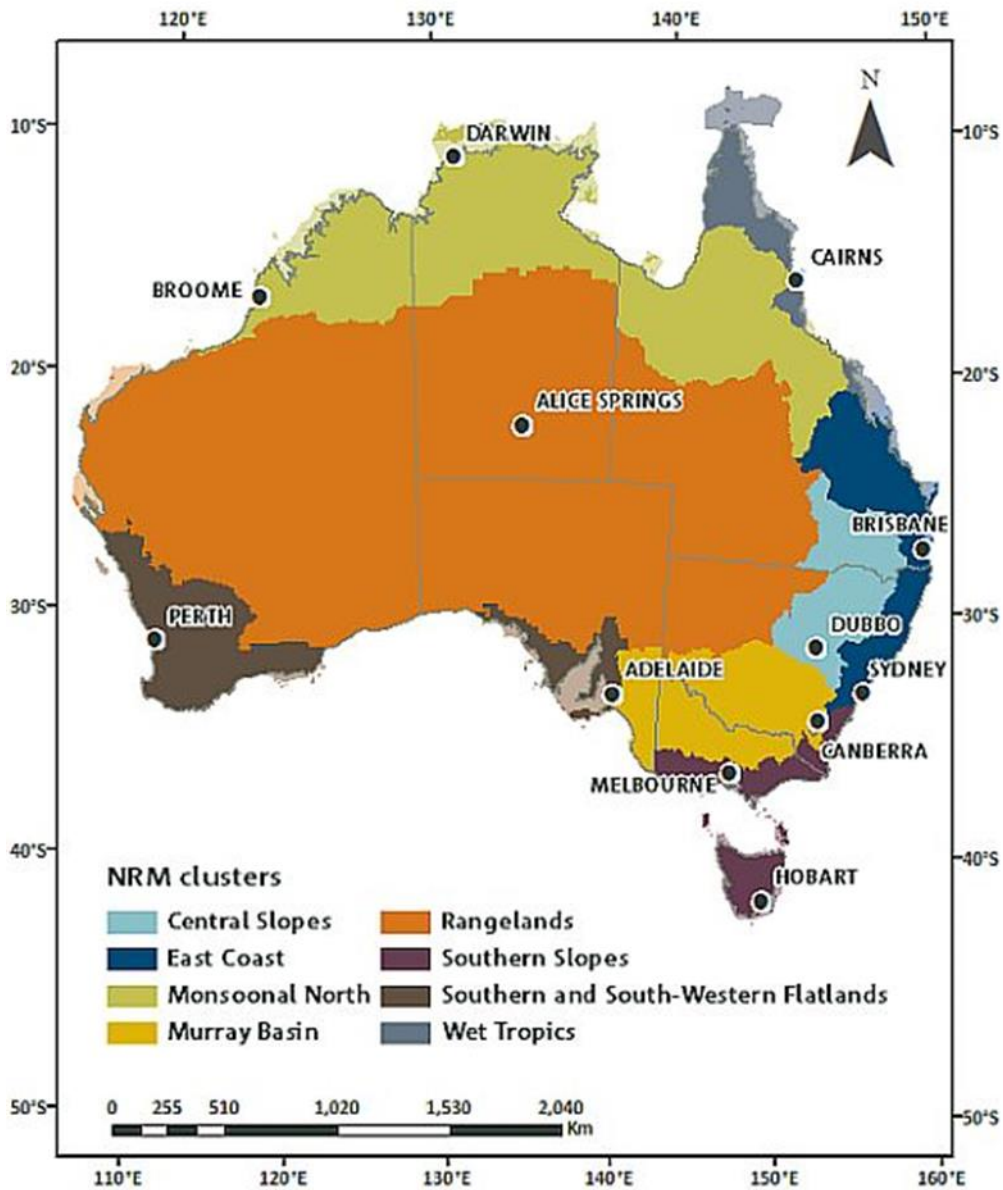 120°E 130°E 140°E 150°E
N
10°S 10°S
DARWIN
CAIRNS
BROOME
20°S 20°S
ALICE SPRINGS
BRISBANE
30°S 30°S
PERTH
DUBBO
ADELAIDE
SYDNEY
CANBERRA
MELBOURNE
40°S 40°S
HOBART
NRM clusters
Central Slopes
East Coast
Monsoonal North
Murray Basin
Rangelands
Southern Slopes
Southern and South-Western Flatlands
Wet Tropics
50°S 50°S
0 255 510 1,020 1,530 2,040
Km
110°E 120°E 130°E 140°E 150°E 160°E